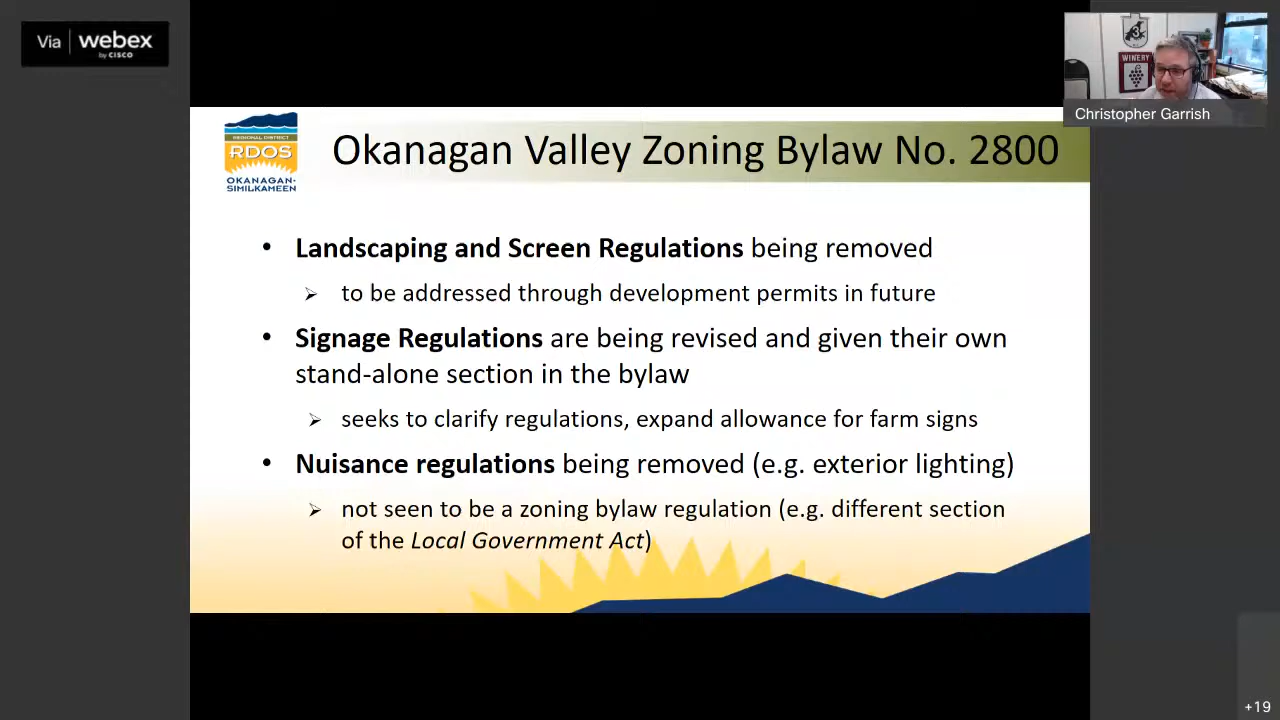 Via webex
by CISCO
3
WINERY
Christopher Garrish
REGIONAL DISTRICT
RDOS
OKANAGAN-
SIMILKAMEEN
Okanagan Valley Zoning Bylaw No. 2800
• Landscaping and Screen Regulations being removed
➢ to be addressed through development permits in future
• Signage Regulations are being revised and given their own
stand-alone section in the bylaw
➢ seeks to clarify regulations, expand allowance for farm signs
• Nuisance regulations being removed (e.g. exterior lighting)
➢ not seen to be a zoning bylaw regulation (e.g. different section
of the Local Government Act)
+19